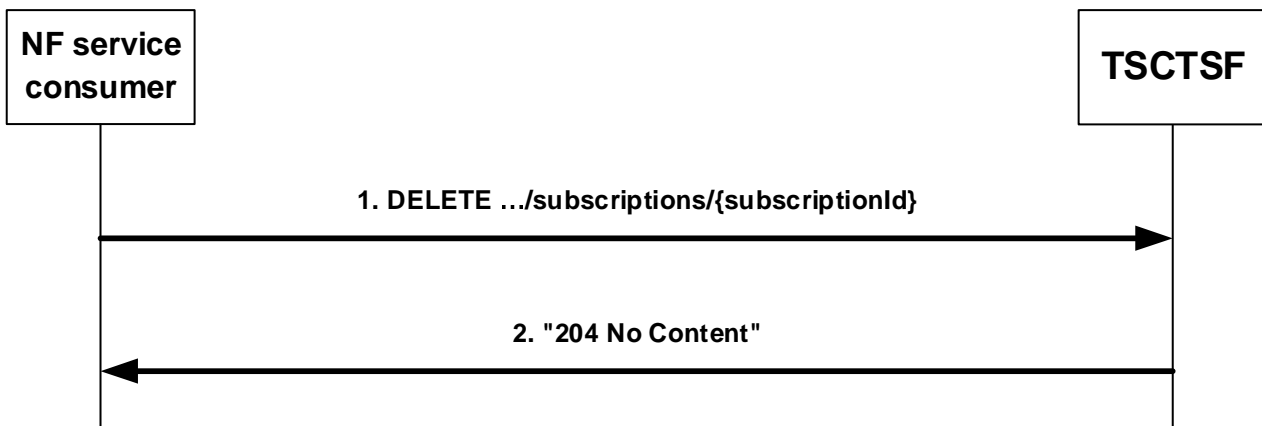 NF service
consumer
TSCTSF
1. DELETE …/subscriptions/{subscriptionId}
2. "204 No Content"